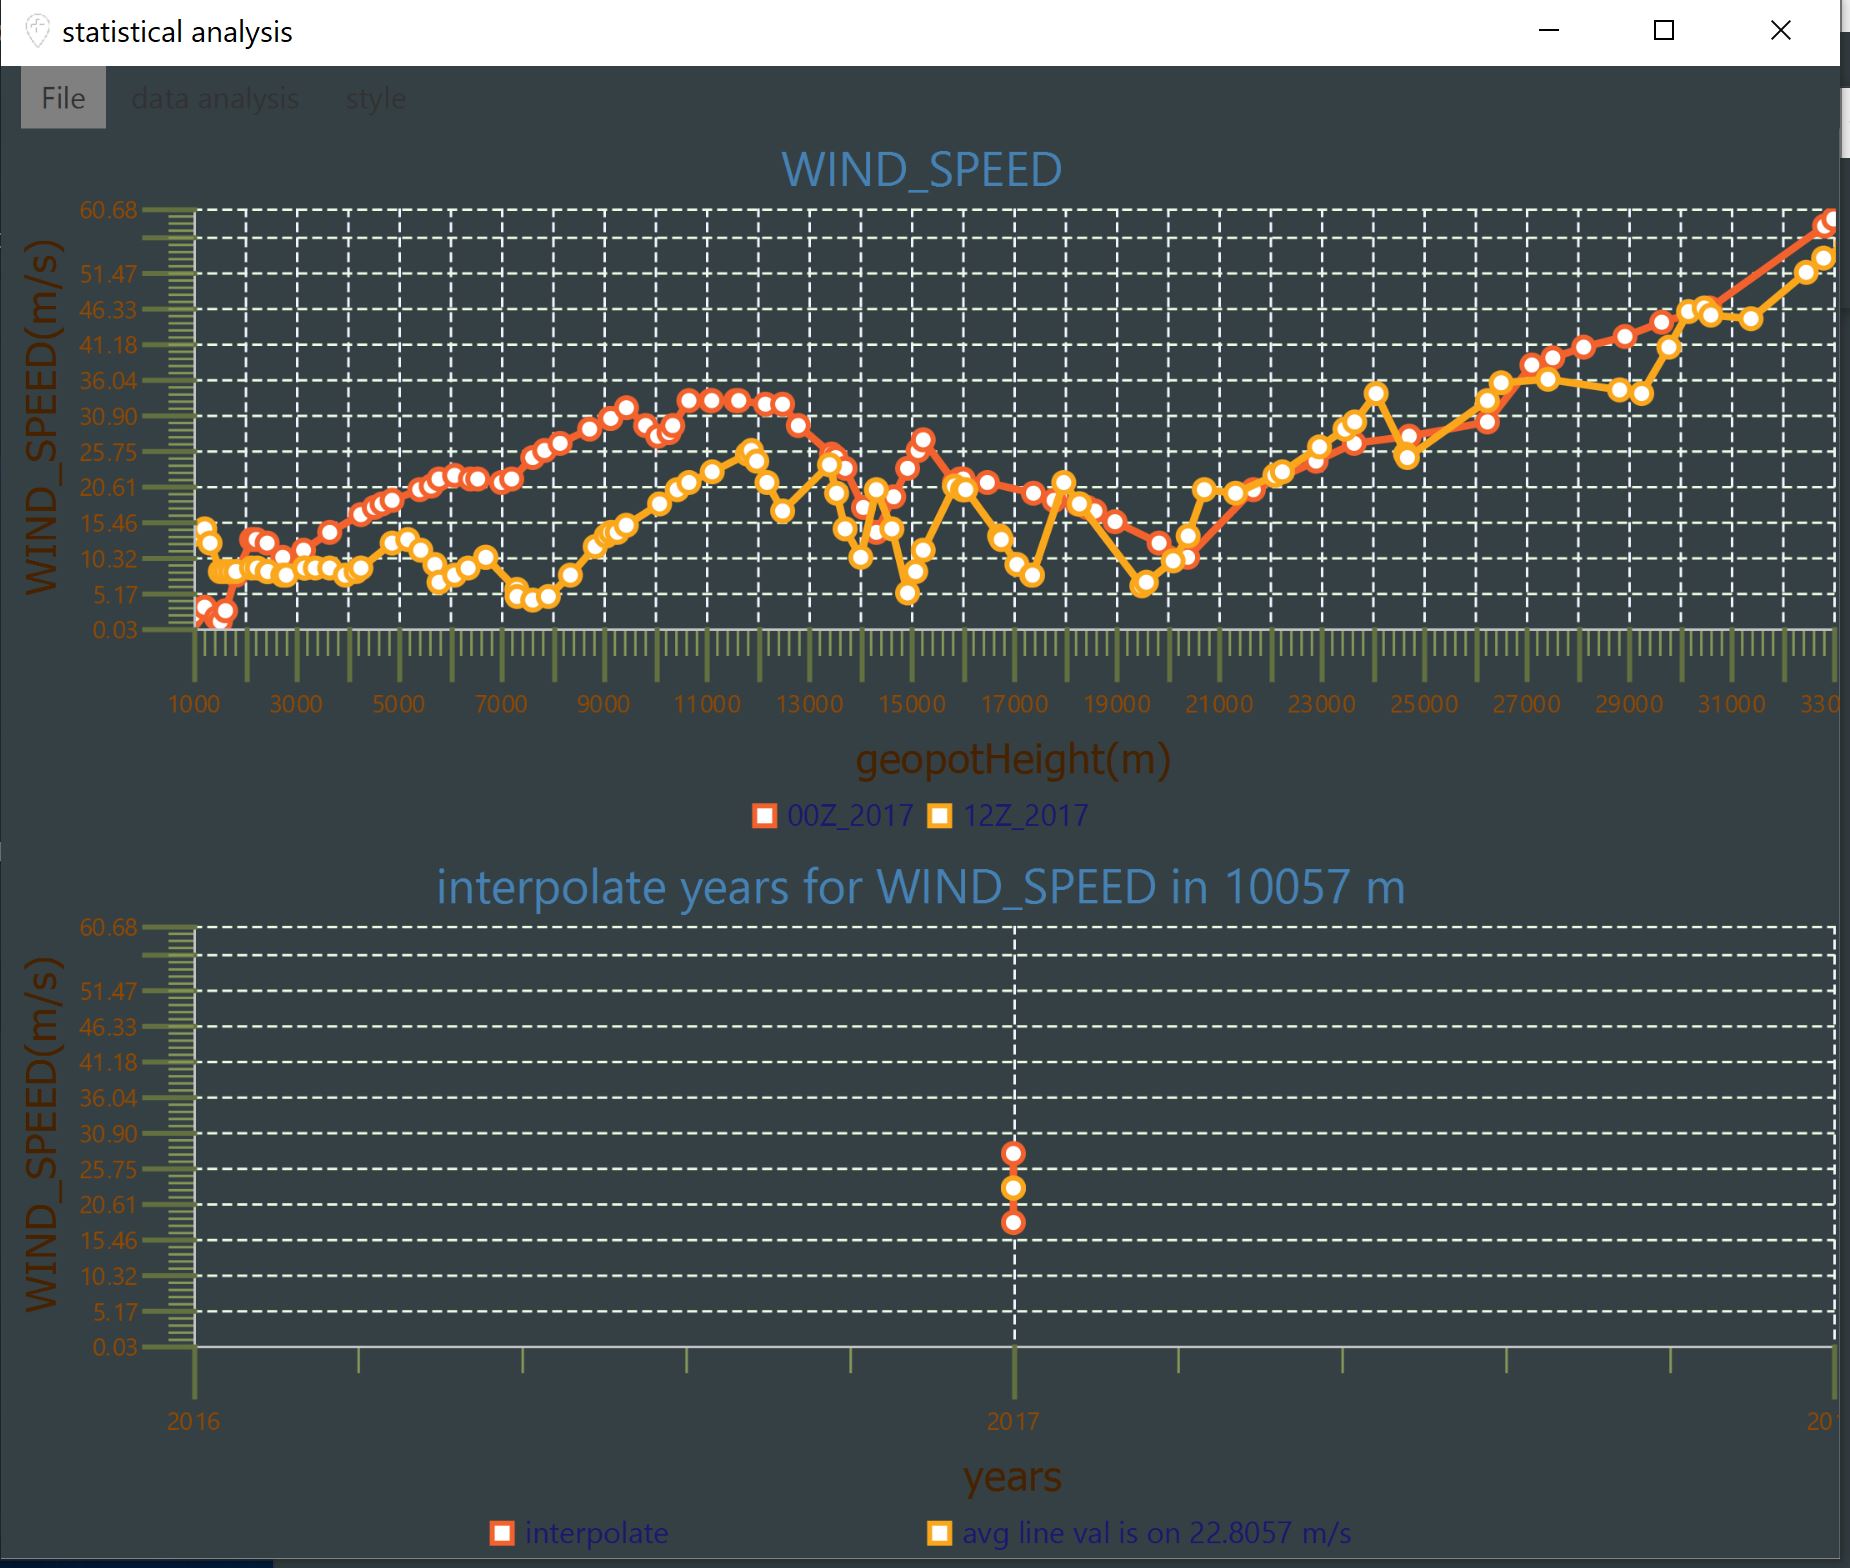 statistical analysis
File data analysis style
WIND_SPEED
WIND_SPEED(m/s)
60.68
51.47
46.33
41.18
36.04
30.90
25.75
20.61
15.46
10.32
5.17
0.03
1000 3000 5000 7000 9000 11000 13000 15000 17000 19000 21000 23000 25000 27000 29000 31000 330
geopotHeight(m)
00Z_2017 12Z_2017
interpolate years for WIND_SPEED in 10057 m
WIND_SPEED(m/s)
60.68
51.47
46.33
41.18
36.04
30.90
25.75
20.61
15.46
10.32
5.17
0.03
2016 2017 201
years
interpolate avg line val is on 22.8057 m/s